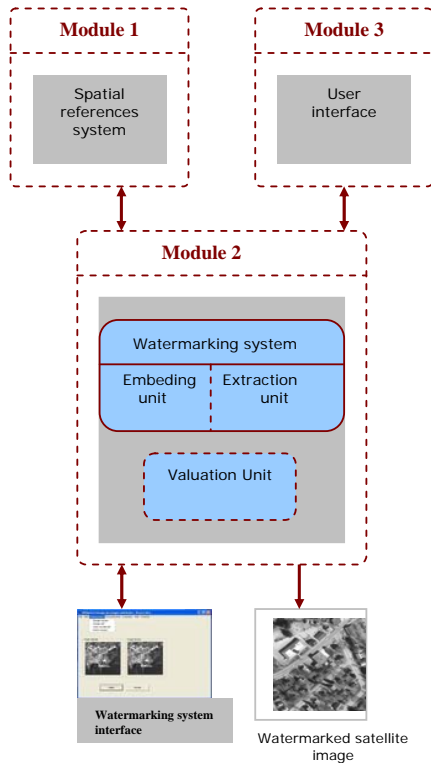 Module 1
Module 3
Spatial
references
system
User
interface
Module 2
Watermarking system
Embeding
unit
Extraction
unit
Valuation Unit
Watermarking system
interface
Watermarked satellite
image